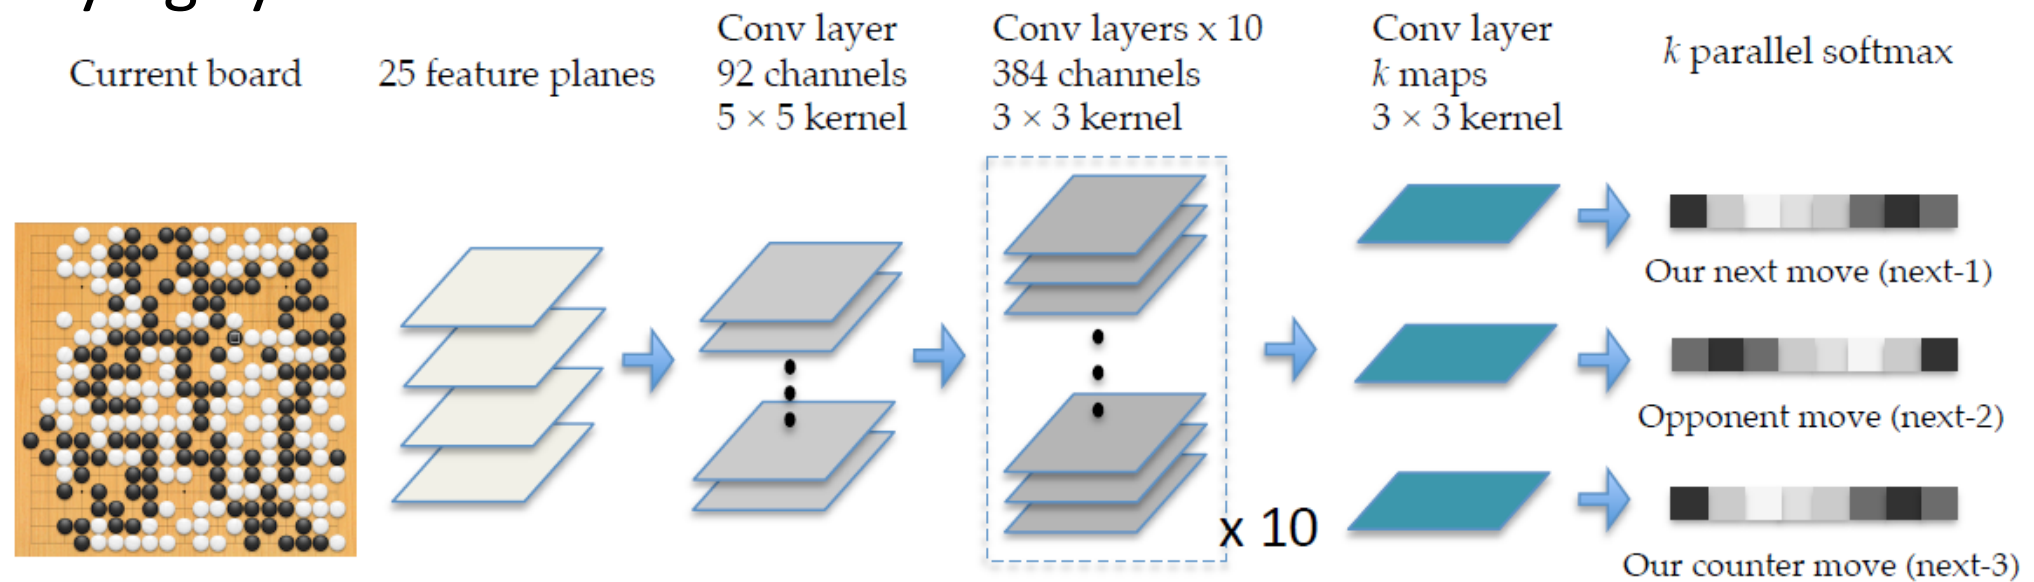 Current board
25 feature planes
Conv layer
92 channels
5 × 5 kernel
Conv layers x 10
384 channels
3 × 3 kernel
Conv layer
k maps
3 × 3 kernel
k parallel softmax
Our next move (next-1)
Opponent move (next-2)
x 10
Our counter move (next-3)